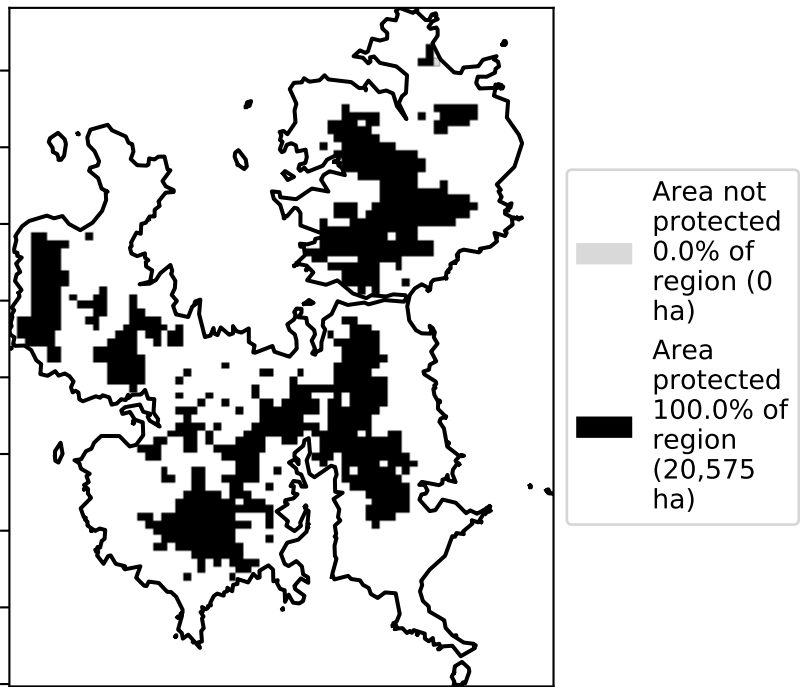 Area not
protected
0.0% of
region (0
ha)
Area
protected
100.0% of
region
(20,575
ha)